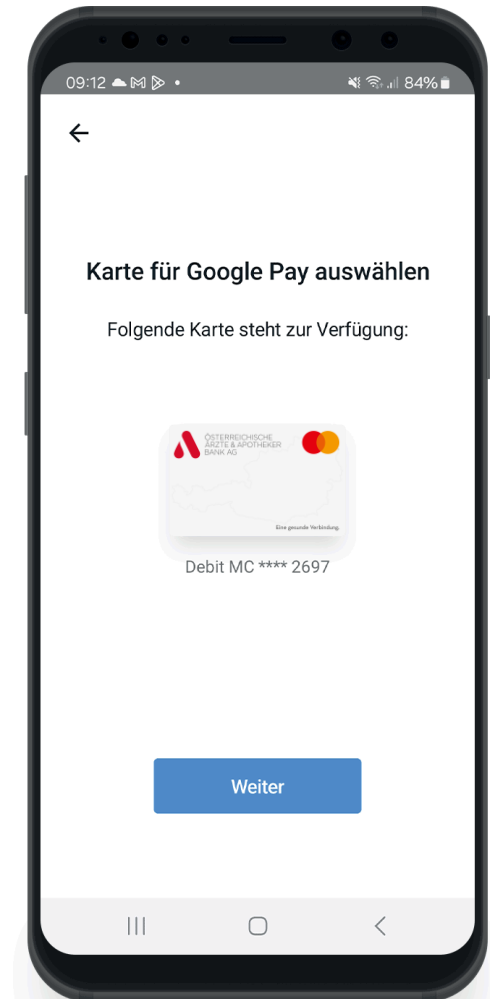 09:12
84%
Karte für Google Pay auswählen
Folgende Karte steht zur Verfügung:
ÖSTERREICHISCHE
ÄRZTE & APOTHEKER
BANK AG
Eine gesunde Verbindung.
Debit MC **** 2697
Weiter